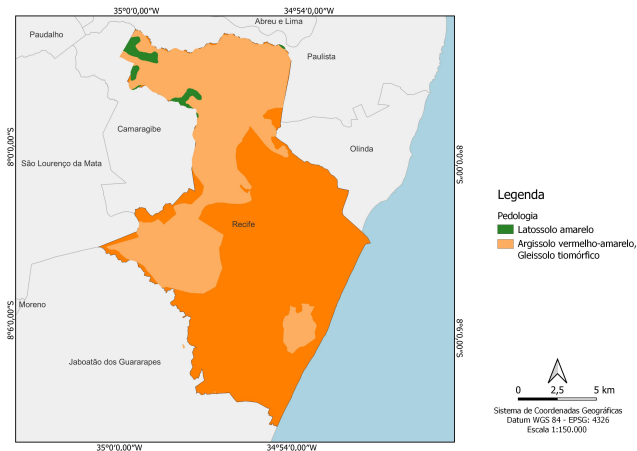 35°0'0,00"W
34°54'0,00"W
Abreu e Lima
Paudalho
Paulista
Camaragibe
Olinda
8°0'0,00"S
8°0'0,00"S
São Lourenço da Mata
Recife
Moreno
8°6'0,00"S
8°6'0,00"S
Jaboatão dos Guararapes
35°0'0,00"W
34°54'0,00"W
Legenda
Pedologia
Latossolo amarelo
Argissolo vermelho-amarelo,
Gleissolo tiomórfico
0 2,5 5 km
Sistema de Coordenadas Geográficas
Datum WGS 84 - EPSG: 4326
Escala 1:150.000